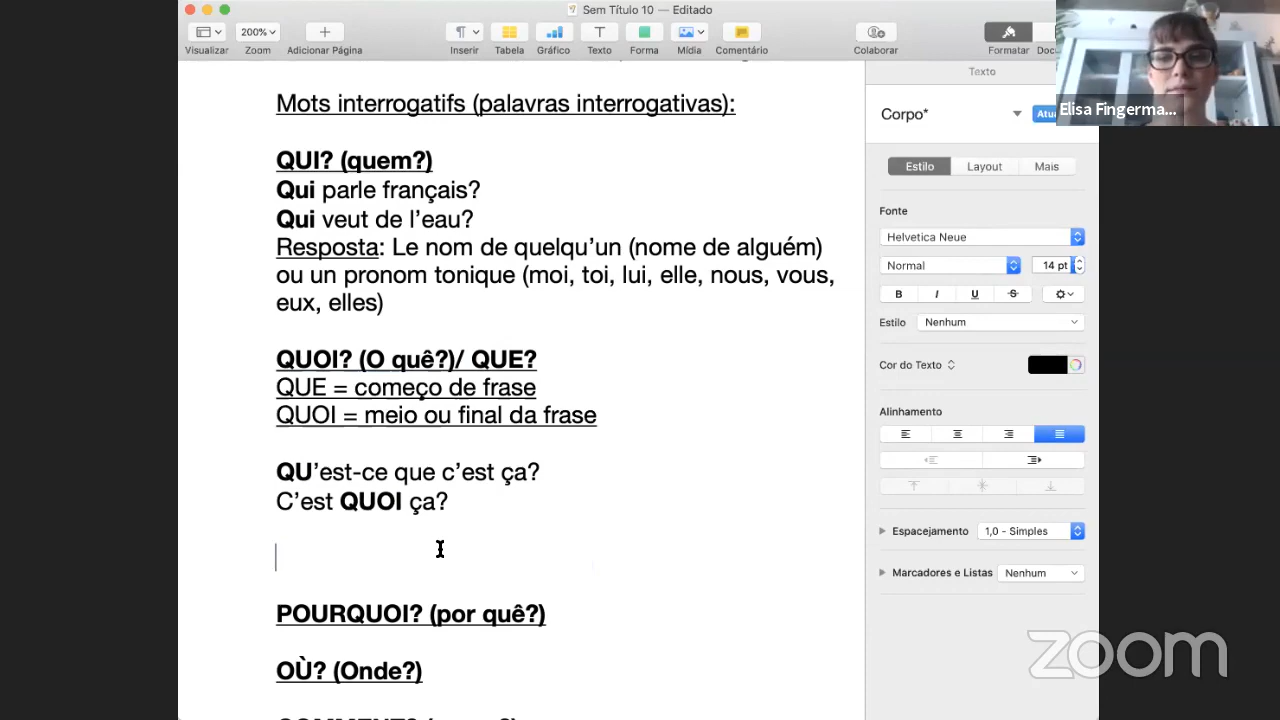 Sem Título 10 — Editado
200%
Visualizar
Zoom
Adicionar Página
Inserir
Tabela
Gráfico
Texto
Forma
Mídia
Comentário
Colaborar
Formatar
Texto
Elisa Fingerma...
Mots interrogatifs (palavras interrogativas):
QUI? (quem?)
Qui parle français?
Qui veut de l’eau?
Resposta: Le nom de quelqu’un (nome de alguém)
ou un pronom tonique (moi, toi, lui, elle, nous, vous,
eux, elles)
QUOI? (O quê?)/ QUE?
QUE = começo de frase
QUOI = meio ou final da frase
QU’est-ce que c’est ça?
C’est QUOI ça?
POURQUOI? (por quê?)
OÙ? (Onde?)
Corpo*
Estilo
Layout
Mais
Fonte
Helvetica Neue
Normal
14 pt
B I U S
Estilo
Nenhum
Cor do Texto
Alinhamento
Espaçamento
1,0 - Simples
Marcadores e Listas
Nenhum
zoom